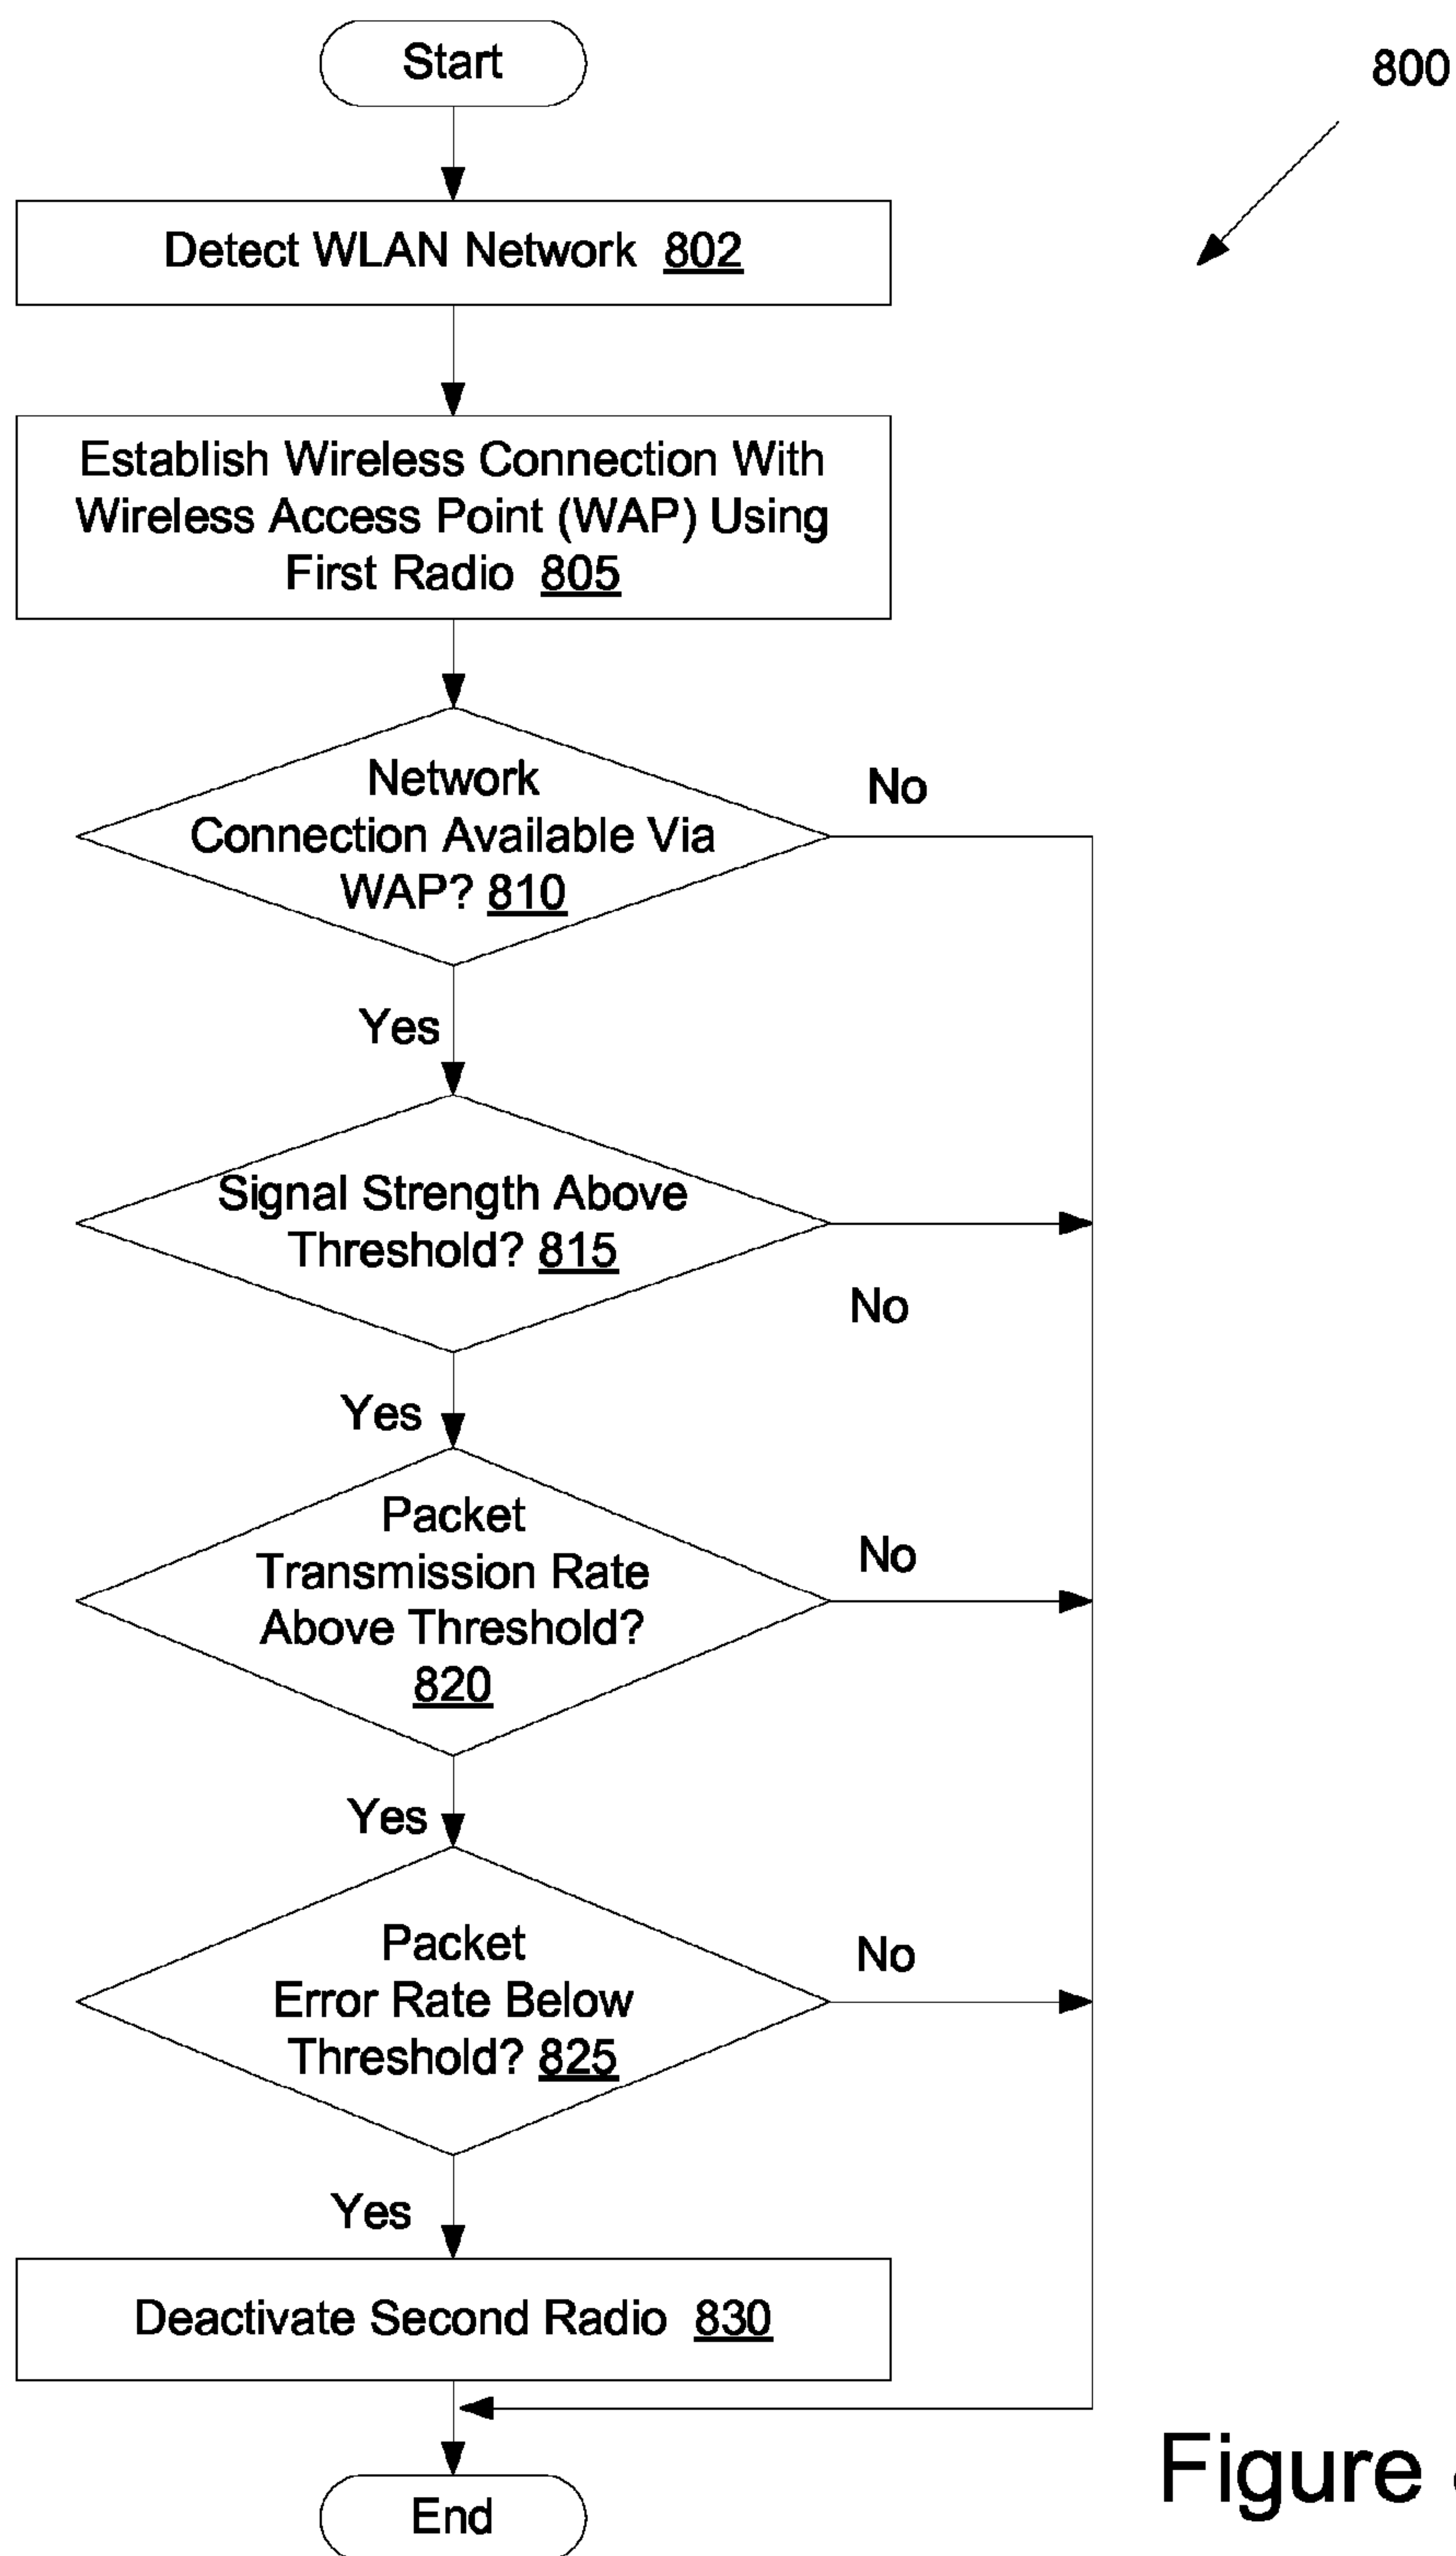 Start
800
Detect WLAN Network 802
Establish Wireless Connection With
Wireless Access Point (WAP) Using
First Radio 805
Network
Connection Available Via
WAP? 810
No
Yes
Signal Strength Above
Threshold? 815
No
Yes
Packet
Transmission Rate
Above Threshold?
820
No
Yes
Packet
Error Rate Below
Threshold? 825
No
Yes
Deactivate Second Radio 830
End
Figure